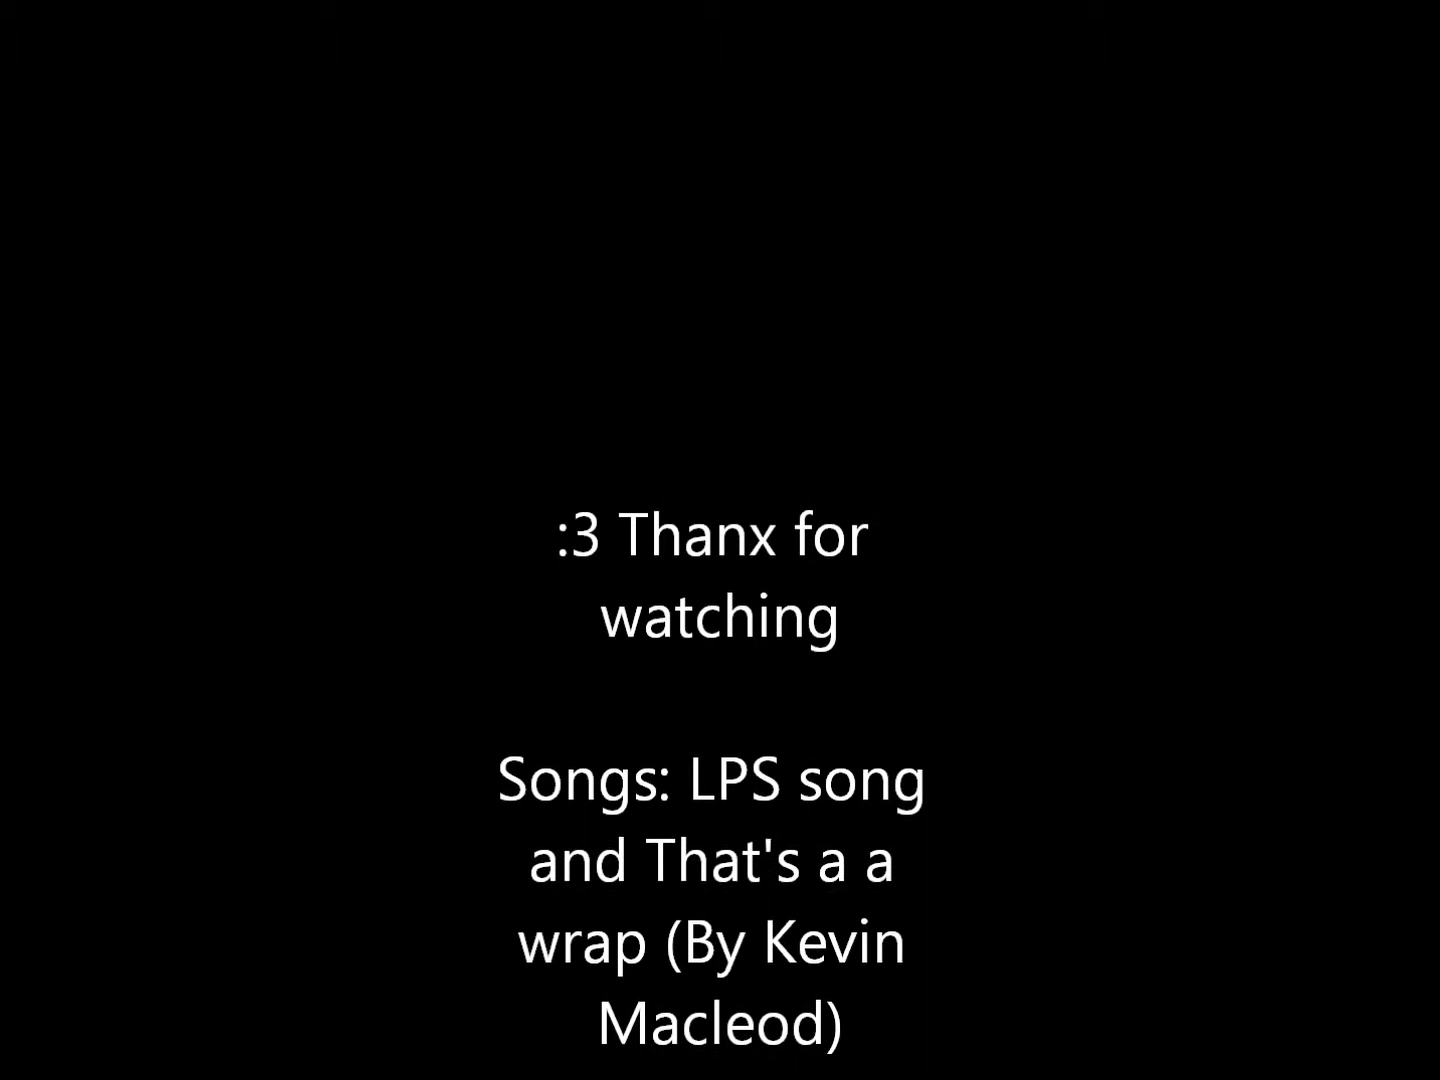 :3 Thanx for
watching
Songs: LPS song
and That's a a
wrap (By Kevin
Macleod)